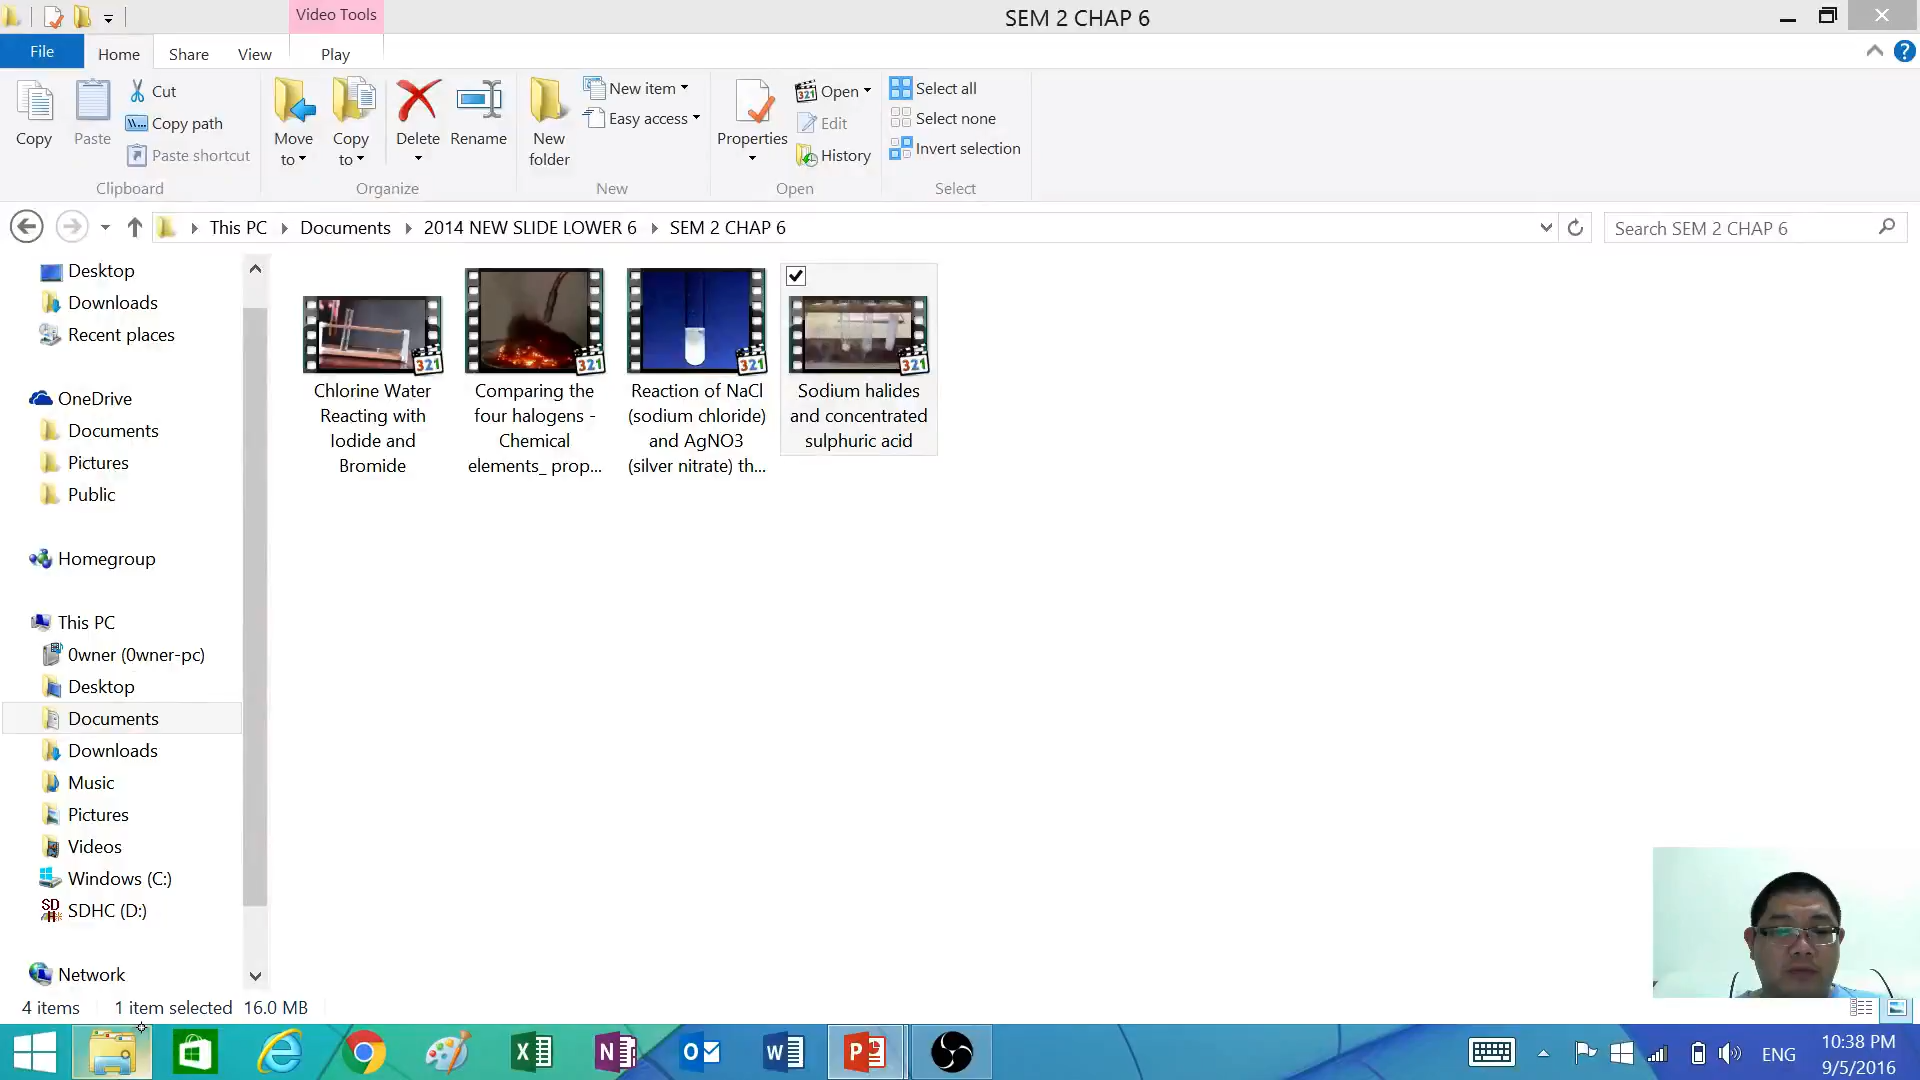 Video Tools
SEM 2 CHAP 6
File
Home
Share
View
Play
Copy
Paste
Cut
Copy path
Paste shortcut
Clipboard
Move to
Copy to
Delete
Rename
Organize
New folder
New item
Easy access
New
Properties
Open
Edit
History
Open
Select all
Select none
Invert selection
Select
This PC
Documents
2014 NEW SLIDE LOWER 6
SEM 2 CHAP 6
Search SEM 2 CHAP 6
Desktop
Downloads
Recent places
OneDrive
Documents
Pictures
Public
Homegroup
This PC
0wner (0wner-pc)
Desktop
Documents
Downloads
Music
Pictures
Videos
Windows (C:)
SDHC (D:)
Network
321
Chlorine Water
Reacting with
Iodide and
Bromide
321
Comparing the
four halogens -
Chemical
elements_ prop...
321
Reaction of NaCl
(sodium chloride)
and AgNO3
(silver nitrate) th...
321
Sodium halides
and concentrated
sulphuric acid
4 items
1 item selected 16.0 MB
ENG
10:38 PM
9/5/2016